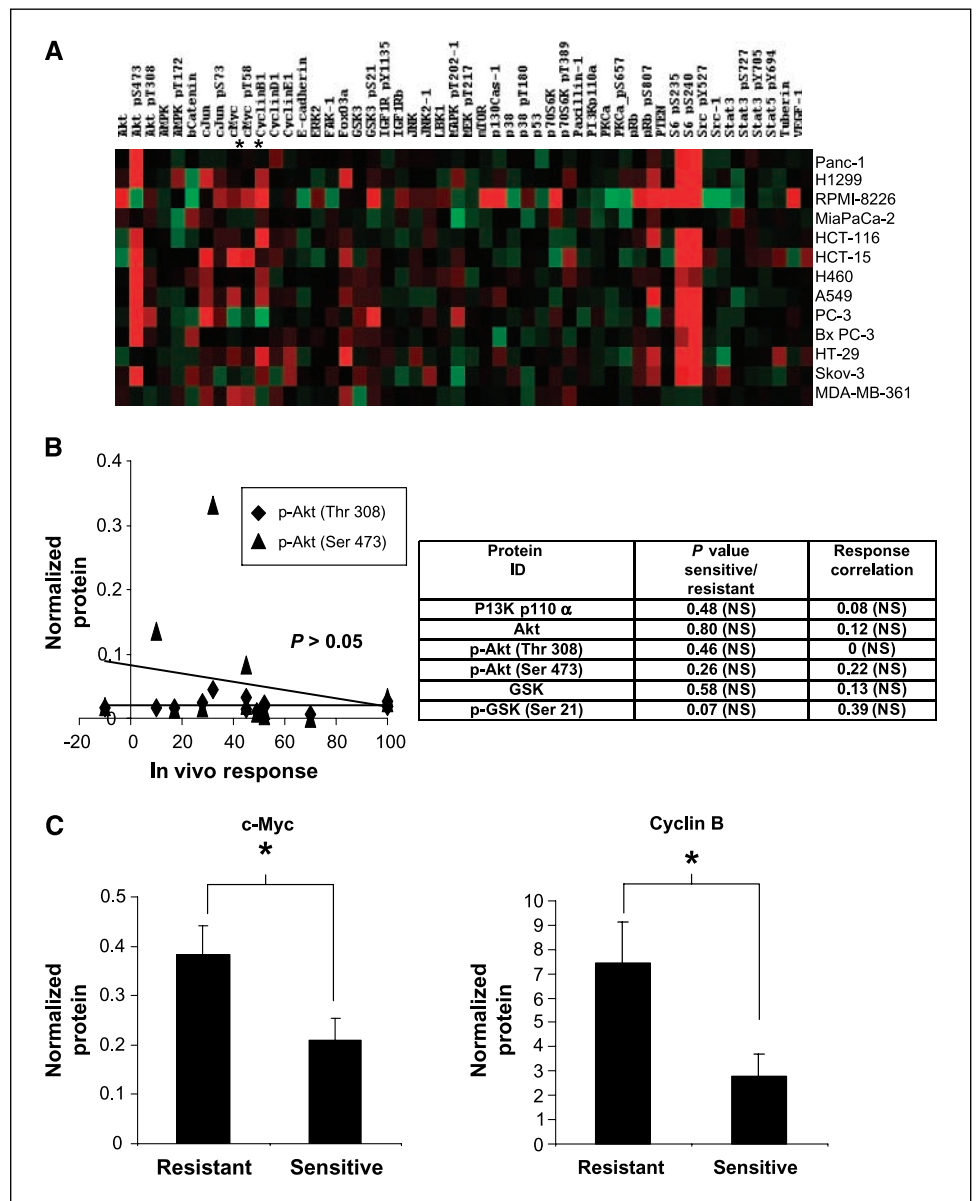 A
Akt
Akt pS473
Akt pT308
AMPK
AMPK pT172
bCatenin
cJun
cJun pS73
cMyc
cMyc pT58
CyclinB1
CyclinD1
CyclinE1
E-cadherin
ERK2
FAK-1
FoxO3a
GSK3
GSK3 pS21
IGF1R pY1135
IGF1Rb
JNK
JNK2-1
LBK1
MAPK pT202-1
MEK pT217
mTOR
p130Cas-1
p38
p38 pT180
p53
p70S6K
p70S6K pT389
Paxillin-1
P13Kp110a
PKCa
PKCa_pS657
pRb
pRb pS807
PTEN
S6 pS235
S6 pS240
Src pY527
Src-1
Stat3
Stat3 pS727
Stat3 pY705
Stat5 pY694
Tuberin
VEGF-1
* *
Panc-1
H1299
RPMI-8226
MiaPaCa-2
HCT-116
HCT-15
H460
A549
PC-3
Bx PC-3
HT-29
Skov-3
MDA-MB-361
B
Normalized protein
0.4
0.3
0.2
0.1
0
-20 0 20 40 60 80 100
In vivo response
p-Akt (Thr 308)
p-Akt (Ser 473)
P > 0.05
Protein ID P value sensitive/ resistant Response correlation
P13K p110 α 0.48 (NS) 0.08 (NS)
Akt 0.80 (NS) 0.12 (NS)
p-Akt (Thr 308) 0.46 (NS) 0 (NS)
p-Akt (Ser 473) 0.26 (NS) 0.22 (NS)
GSK 0.58 (NS) 0.13 (NS)
p-GSK (Ser 21) 0.07 (NS) 0.39 (NS)
C
c-Myc
*
Normalized protein
0.5
0.4
0.3
0.2
0.1
0
Resistant Sensitive
Cyclin B
*
Normalized protein
10
9
8
7
6
5
4
3
2
1
0
Resistant Sensitive